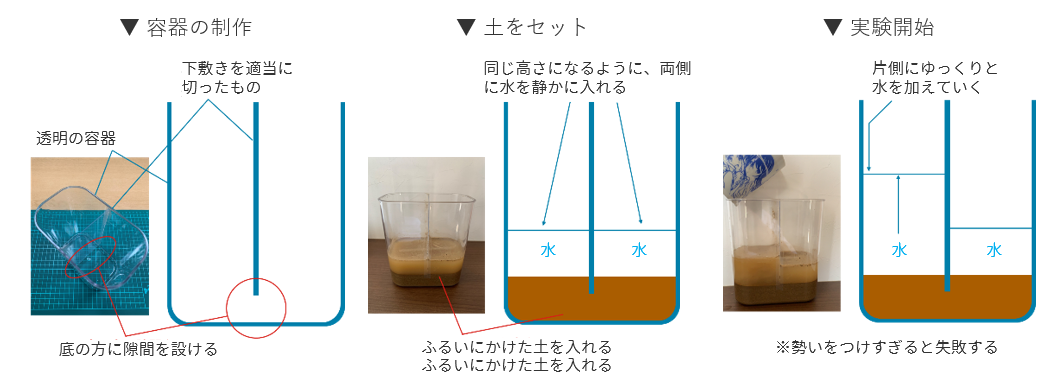 ▼ 容器の制作
下敷きを適当に
切ったもの
透明の容器
底の方に隙間を設ける
▼ 土をセット
同じ高さになるように、両側
に水を静かに入れる
水
水
ふるいにかけた土を入れる
ふるいにかけた土を入れる
▼ 実験開始
片側にゆっくりと
水を加えていく
水
水
※勢いをつけすぎると失敗する